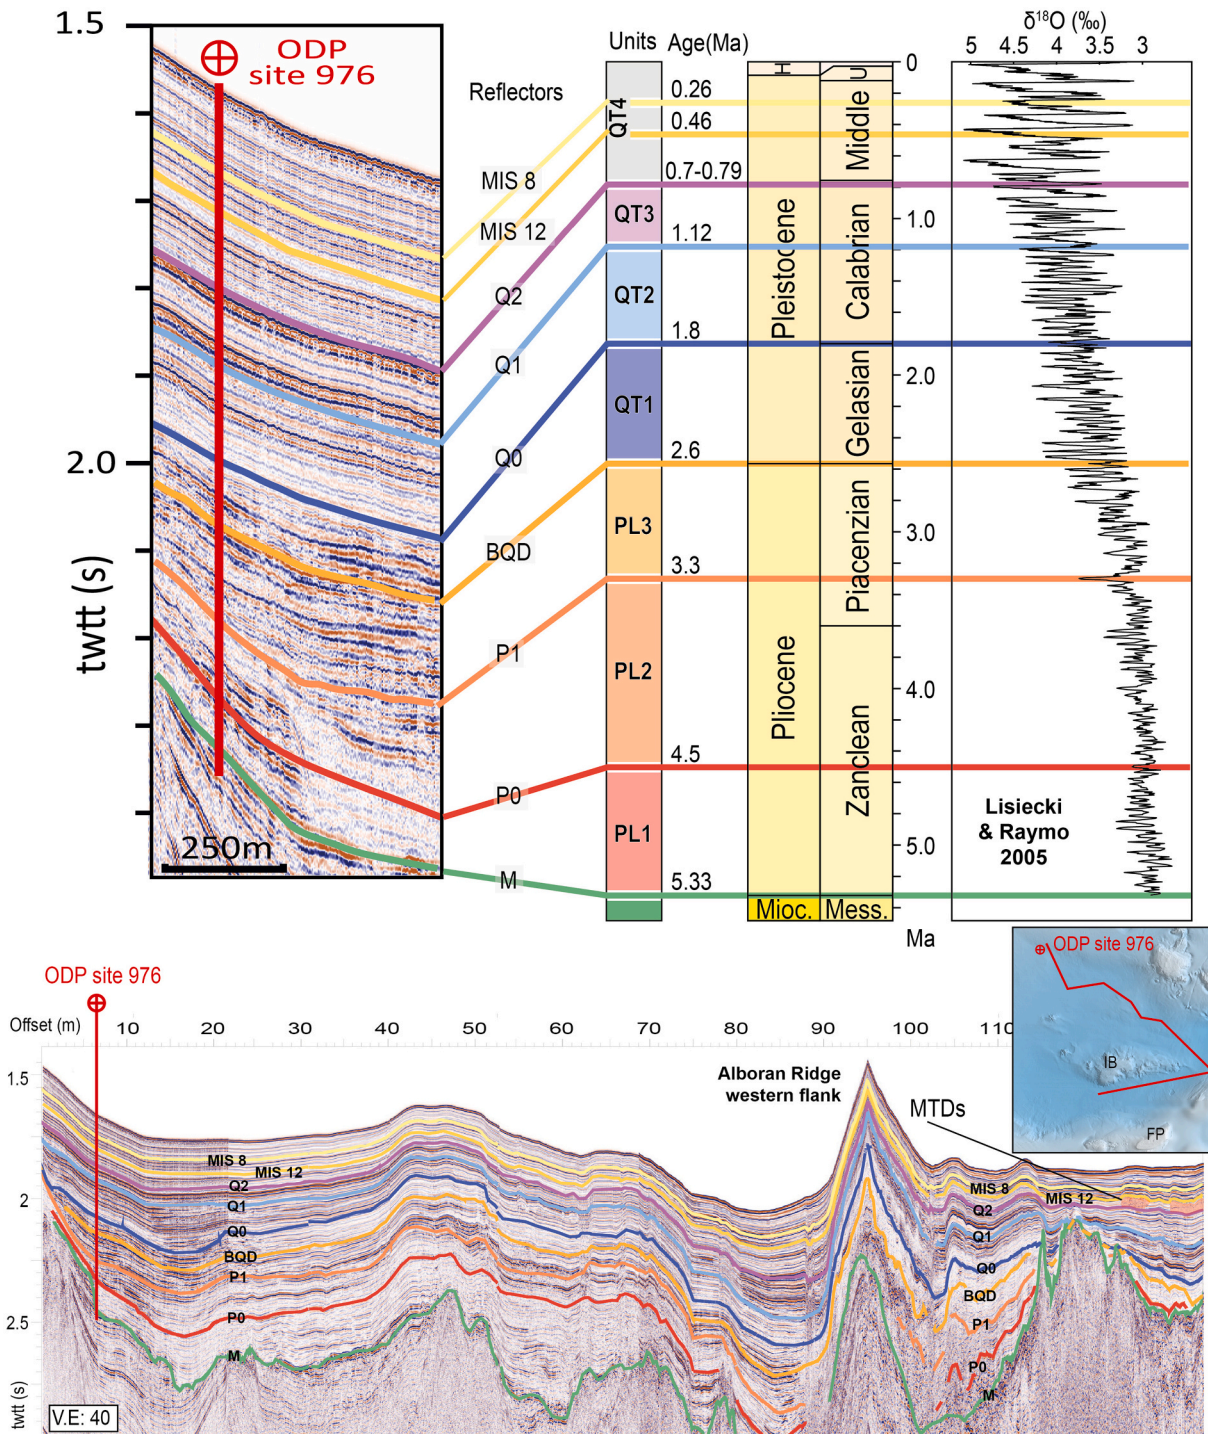 1.5
2.0
twtt (s)
ODP
site 976
250m
Reflectors
MIS 8
MIS 12
Q2
Q1
Q0
BQD
P1
P0
M
Units
Age(Ma)
QT4
QT3
QT2
QT1
PL3
PL2
PL1
0.26
0.46
0.7-0.79
1.12
1.8
2.6
3.3
4.5
5.33
H
Pleistocene
Pliocene
Mioc.
U
Middle
Calabrian
Gelasian
Piacenzian
Zanclean
Mess.
0
1.0
2.0
3.0
4.0
5.0
Ma
δ18O (‰)
5 4.5 4 3.5 3
Lisiecki
& Raymo
2005
ODP site 976
Offset (m)
10 20 30 40 50 60 70 80 90 100 110
1.5
2
2.5
twtt (s)
V.E: 40
MIS 8
MIS 12
Q2
Q1
Q0
BQD
P1
P0
M
Alboran Ridge
western flank
MTDs
MIS 8
MIS 12
Q2
Q1
Q0
BQD
P1
P0
M
ODP site 976
IB
FP